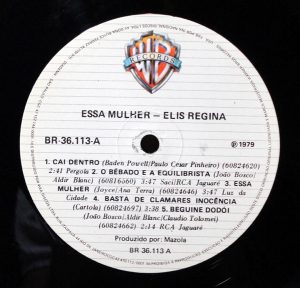 RECORDS
ESSA MULHER — ELIS REGINA
BR-36.113-A
℗ 1979
1. CAI DENTRO (Baden Powell/Paulo Cesar Pinheiro) (60824620)
2:41 Pergola 2. O BÊBADO E A EQUILIBRISTA (João Bosco/
Aldir Blanc) (60816560) 3:47 Saci/RCA Jaguaré 3. ESSA
MULHER (Joyce/Ana Terra) (60824646) 3:46 Luz da
Cidade 4. BASTA DE CLAMARES INOCÊNCIA
(Cartola) (60824697) 3:38 5. BEGUINE DODÓI
(João Bosco/Aldir Blanc/Claudio Tolomei)
(60824662) 2:14 RCA Jaguaré
Produzido por: Mazola
BR 36.113 A